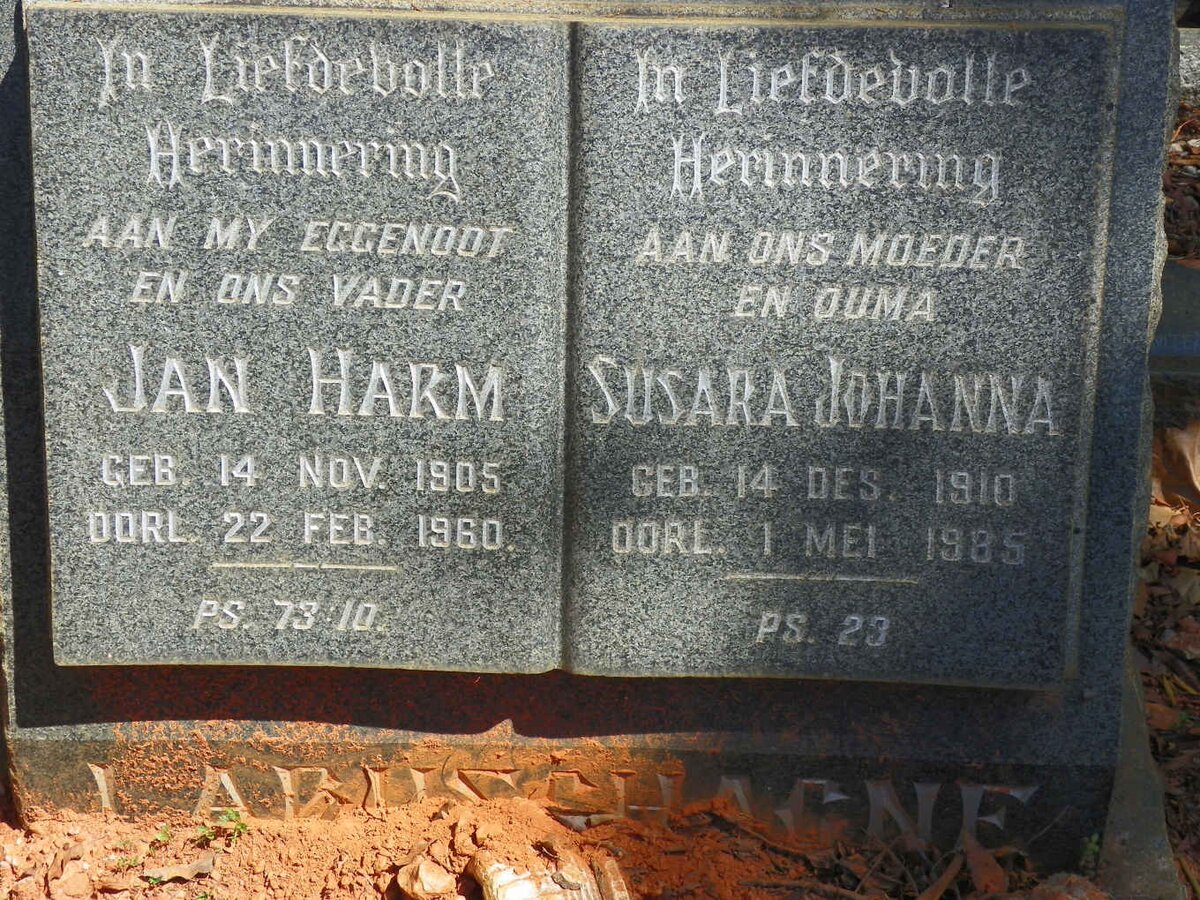 In Liefdevolle
Herinnering
AAN MY EGGENOOT
EN ONS VADER
JAN HARM
GEB. 14 NOV. 1905
OORL. 22 FEB. 1960.
PS. 73:10.
In Liefdevolle
Herinnering
AAN ONS MOEDER
EN OUMA
SUSARA JOHANNA
GEB. 14 DES. 1910
OORL. 1 MEI 1985
PS. 23
LABUSCHAGNE